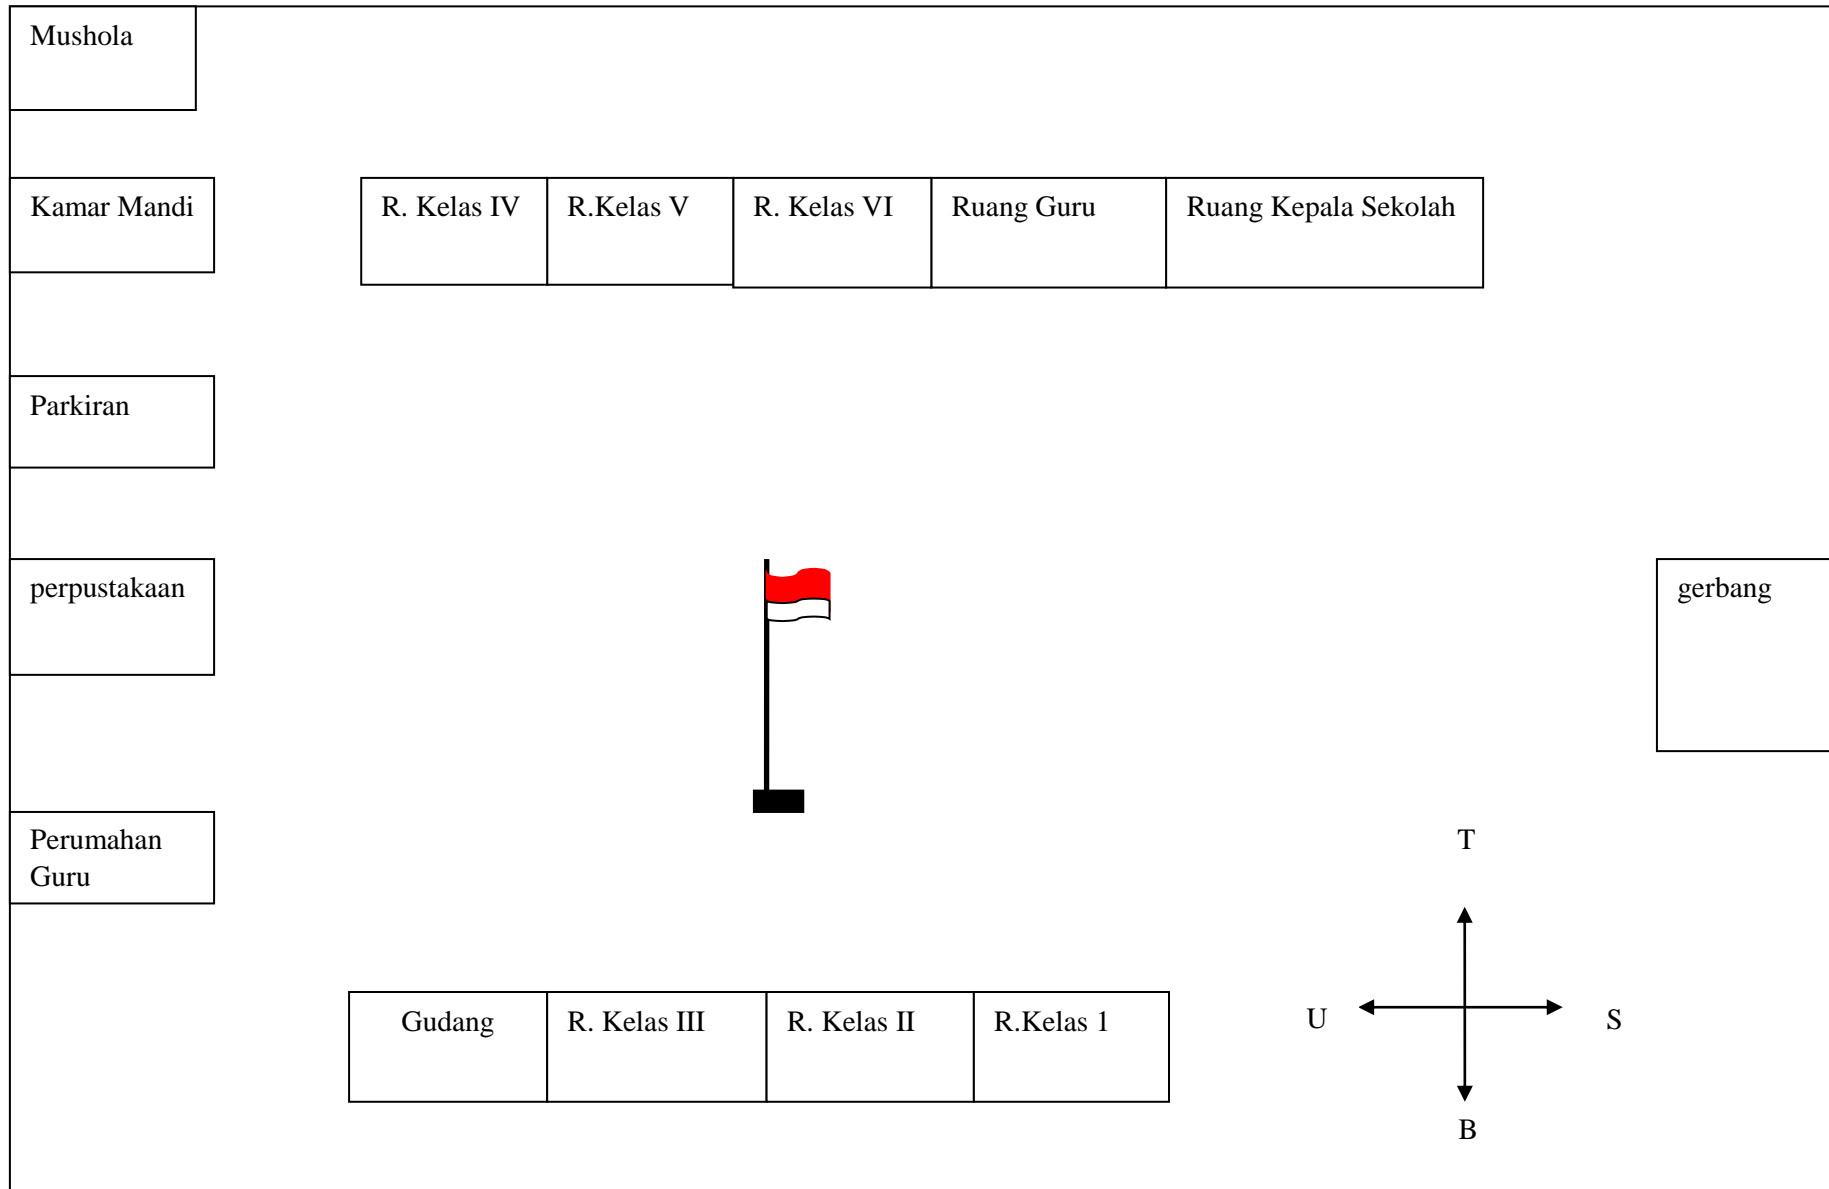 Mushola
Kamar Mandi
R. Kelas IV
R.Kelas V
R. Kelas VI
Ruang Guru
Ruang Kepala Sekolah
Parkiran
perpustakaan
gerbang
Perumahan
Guru
T
Gudang
R. Kelas III
R. Kelas II
R.Kelas 1
U
S
B